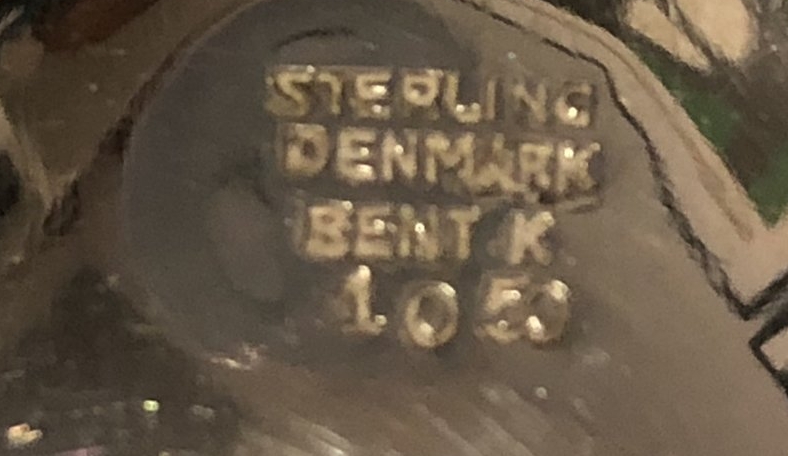 STERLING
DENMARK
BENT K
1050